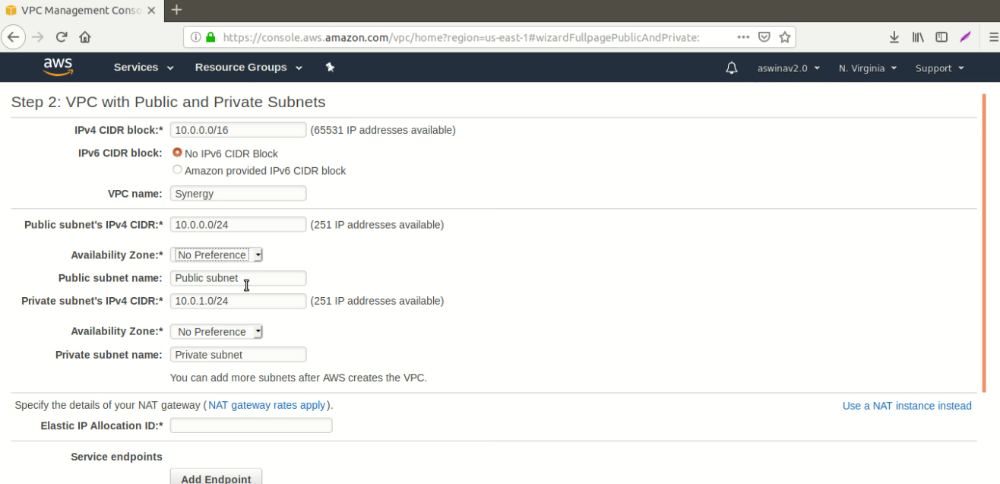 VPC Management Conso
https://console.aws.amazon.com/vpc/home?region=us-east-1#wizardFullpagePublicAndPrivate:
aws Services Resource Groups aswinav2.0 N. Virginia Support
Step 2: VPC with Public and Private Subnets
IPv4 CIDR block:* 10.0.0.0/16 (65531 IP addresses available)
IPv6 CIDR block: No IPv6 CIDR Block
Amazon provided IPv6 CIDR block
VPC name: Synergy
Public subnet's IPv4 CIDR:* 10.0.0.0/24 (251 IP addresses available)
Availability Zone:* No Preference
Public subnet name: Public subnet
Private subnet's IPv4 CIDR:* 10.0.1.0/24 (251 IP addresses available)
Availability Zone:* No Preference
Private subnet name: Private subnet
You can add more subnets after AWS creates the VPC.
Specify the details of your NAT gateway (NAT gateway rates apply). Use a NAT instance instead
Elastic IP Allocation ID:*
Service endpoints
Add Endpoint